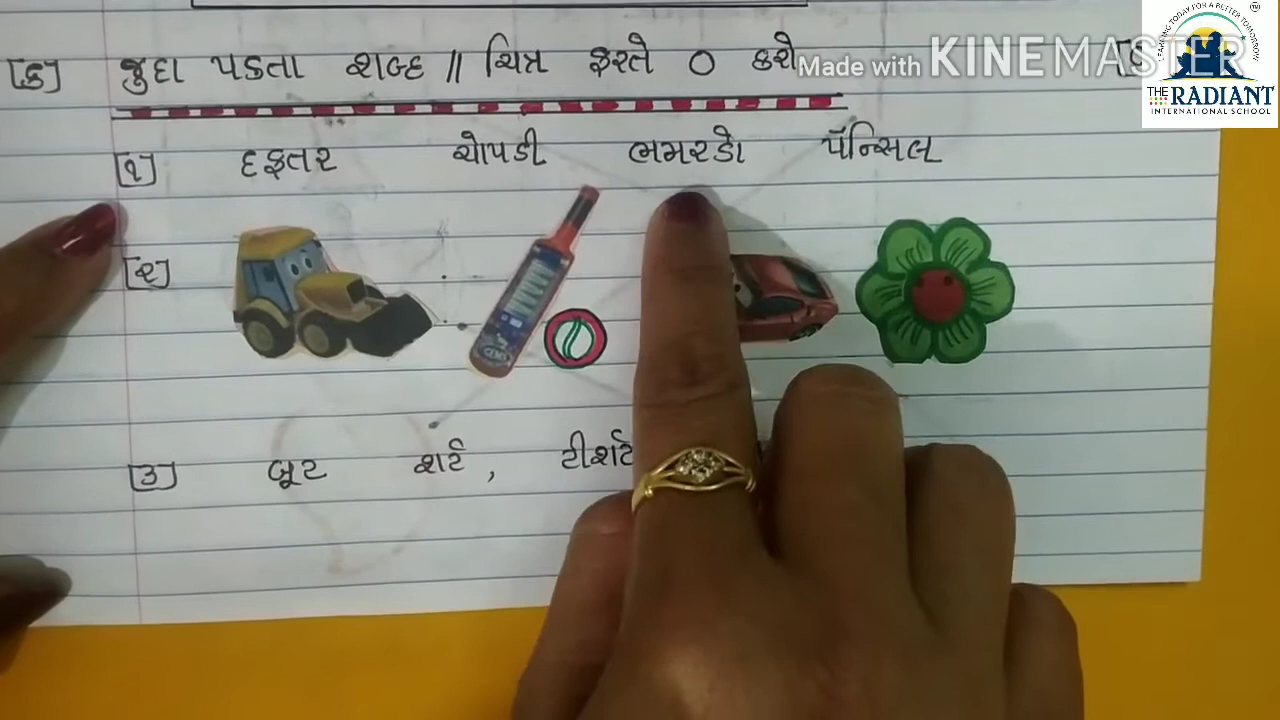 [ક] જુદા પડતા શબ્દ // ચિત્ર ફરતે O કરો
[૧] દફતર ચોપડી ભમરડો પૅન્સિલ
[૨]
[૩] બૂટ શર્ટ , ટીશર્ટ
Made with KINEMASTER
THE RADIANT
INTERNATIONAL SCHOOL